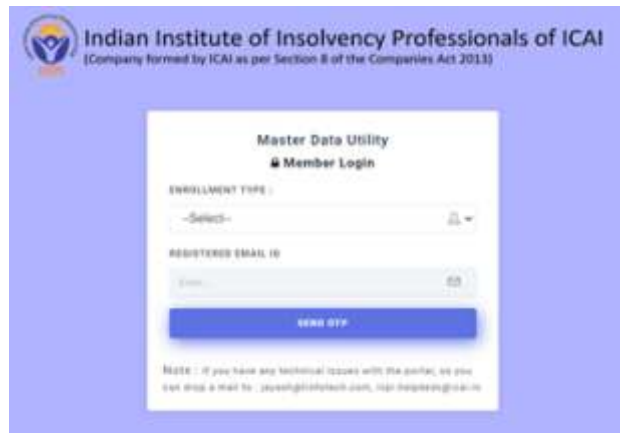 Indian Institute of Insolvency Professionals of ICAI
(Company formed by ICAI as per Section 8 of the Companies Act 2013)
Master Data Utility
Member Login
ENROLLMENT TYPE :
--Select--
REGISTERED EMAIL ID
SEND OTP
Note : If you have any technical issues with the portal, so you
can drop a mail to :